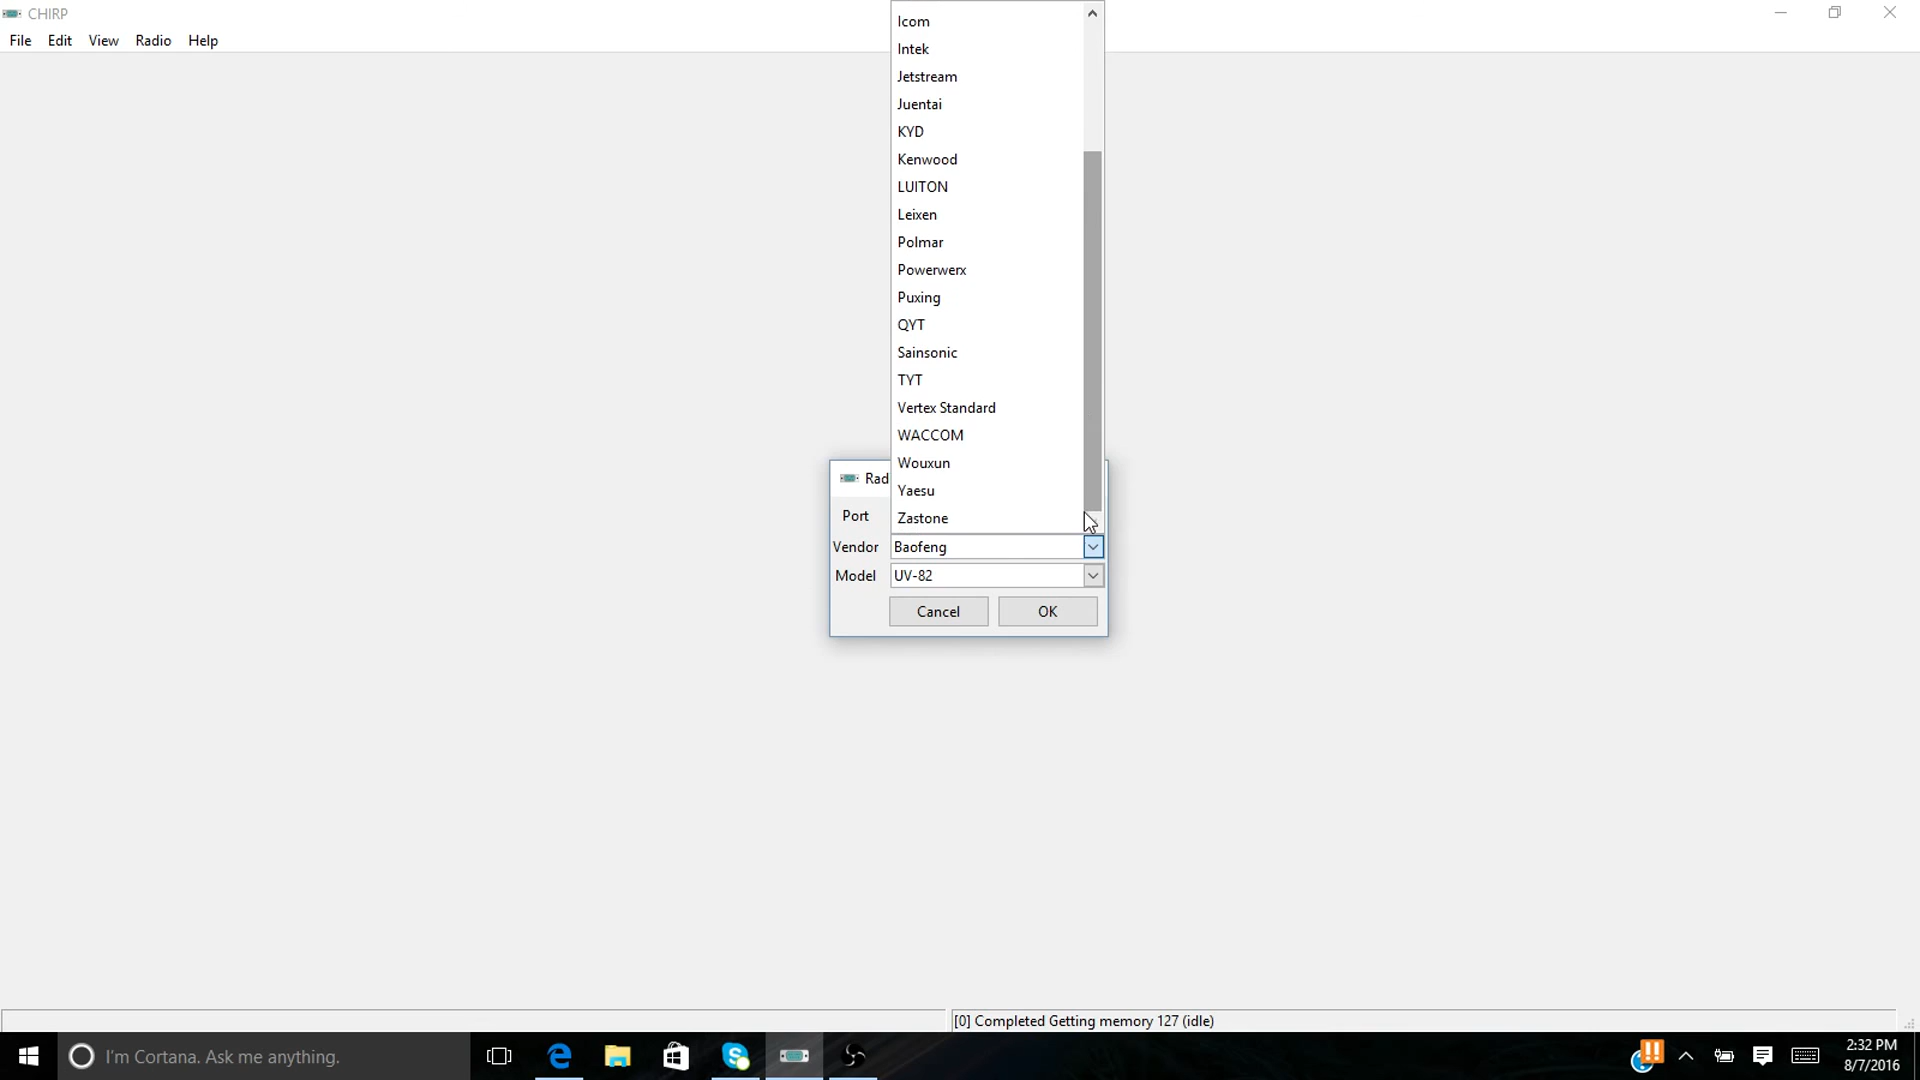 CHIRP
File Edit View Radio Help
Icom
Intek
Jetstream
Juentai
KYD
Kenwood
LUITON
Leixen
Polmar
Powerwerx
Puxing
QYT
Sainsonic
TYT
Vertex Standard
WACCOM
Wouxun
Yaesu
Zastone
Rad
Port
Vendor Baofeng
Model UV-82
Cancel OK
[0] Completed Getting memory 127 (idle)
I'm Cortana. Ask me anything.
2:32 PM
8/7/2016